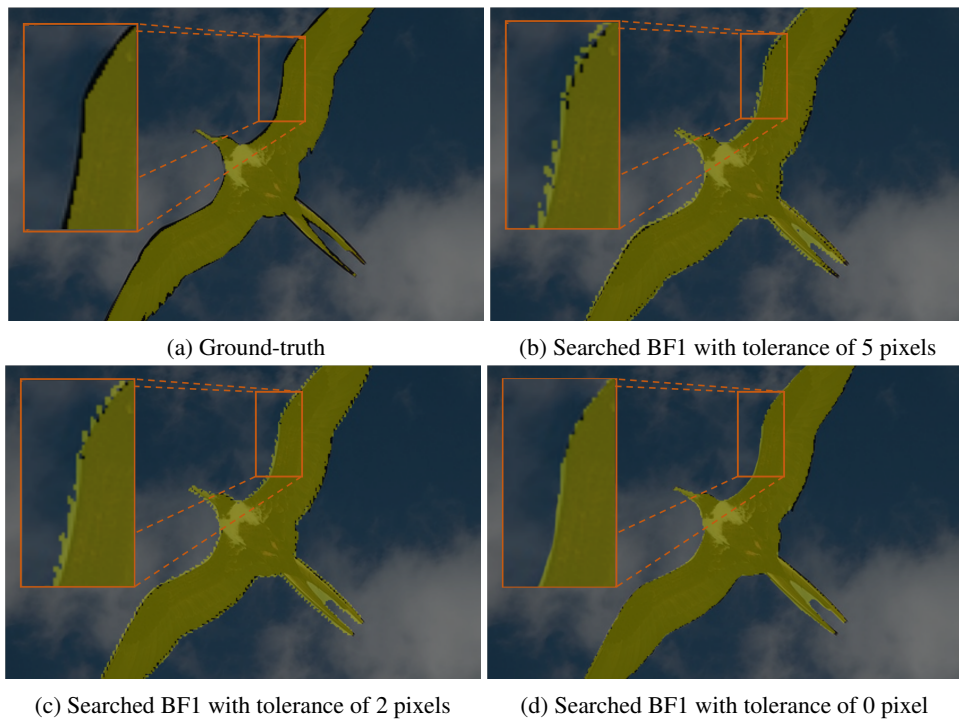 (a) Ground-truth
(b) Searched BF1 with tolerance of 5 pixels
(c) Searched BF1 with tolerance of 2 pixels
(d) Searched BF1 with tolerance of 0 pixel